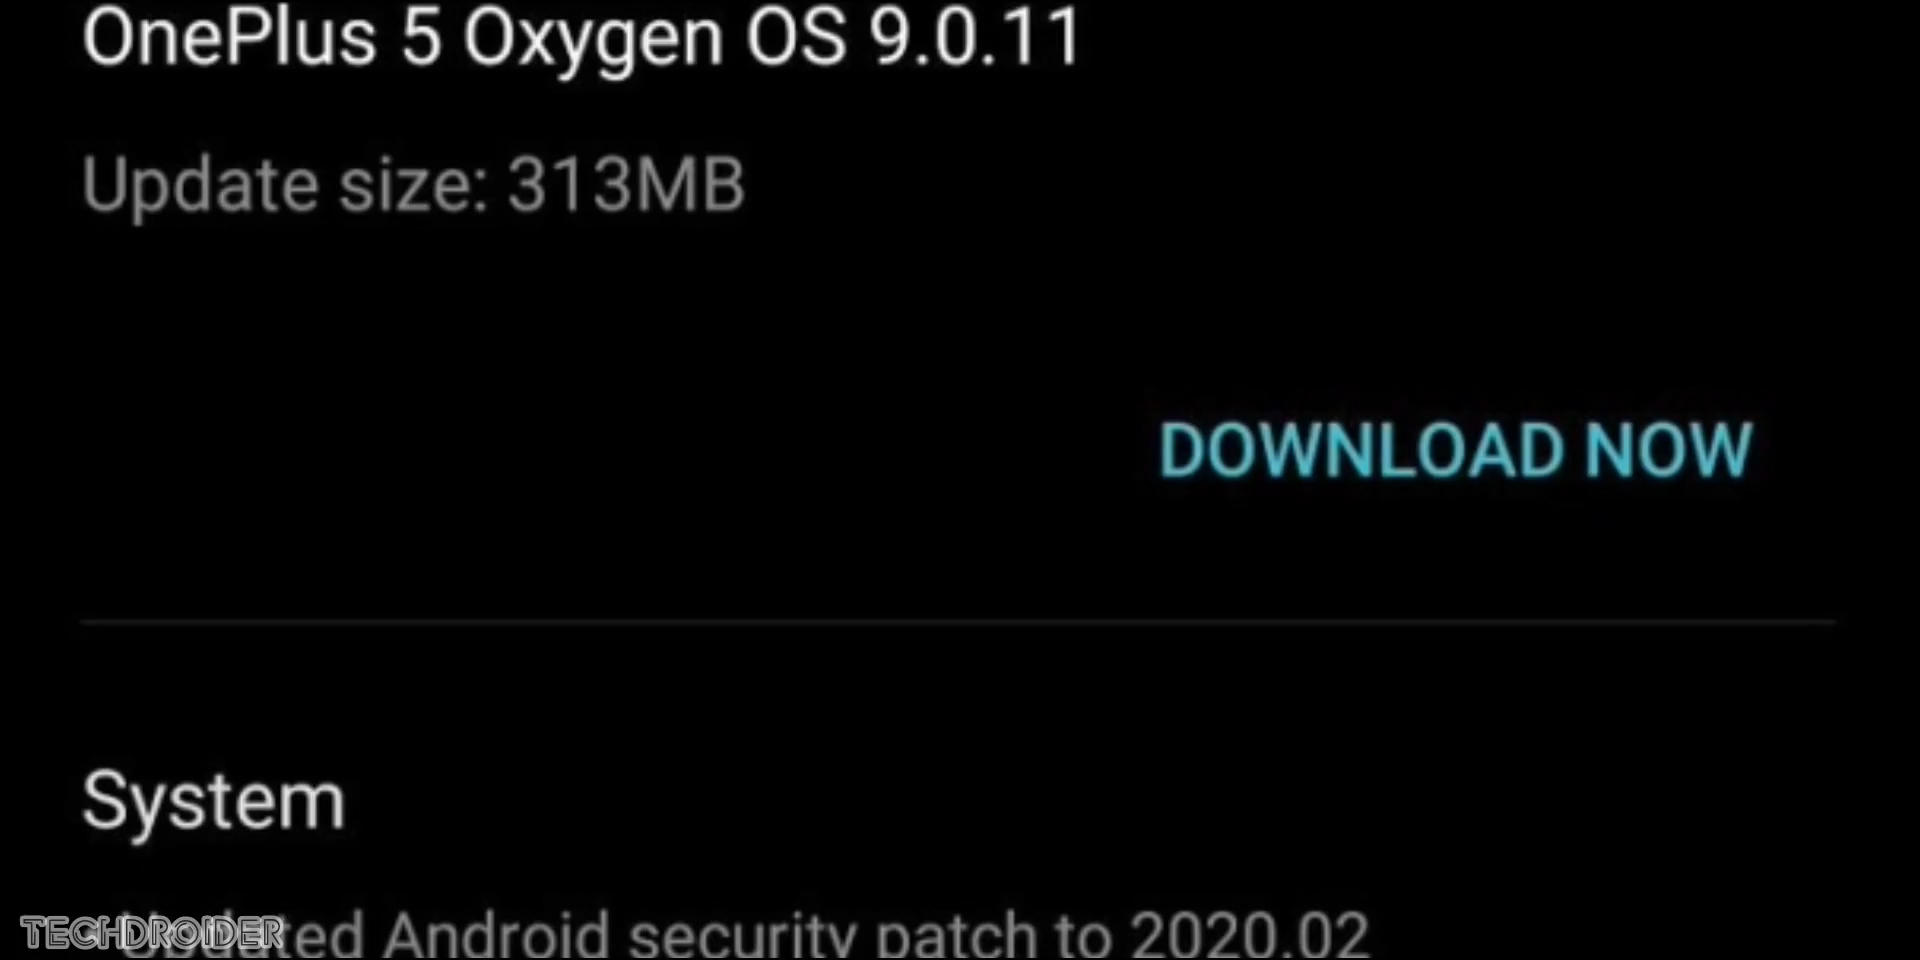 OnePlus 5 Oxygen OS 9.0.11
Update size: 313MB
DOWNLOAD NOW
System
Updated Android security patch to 2020.02
TECHDROIDER